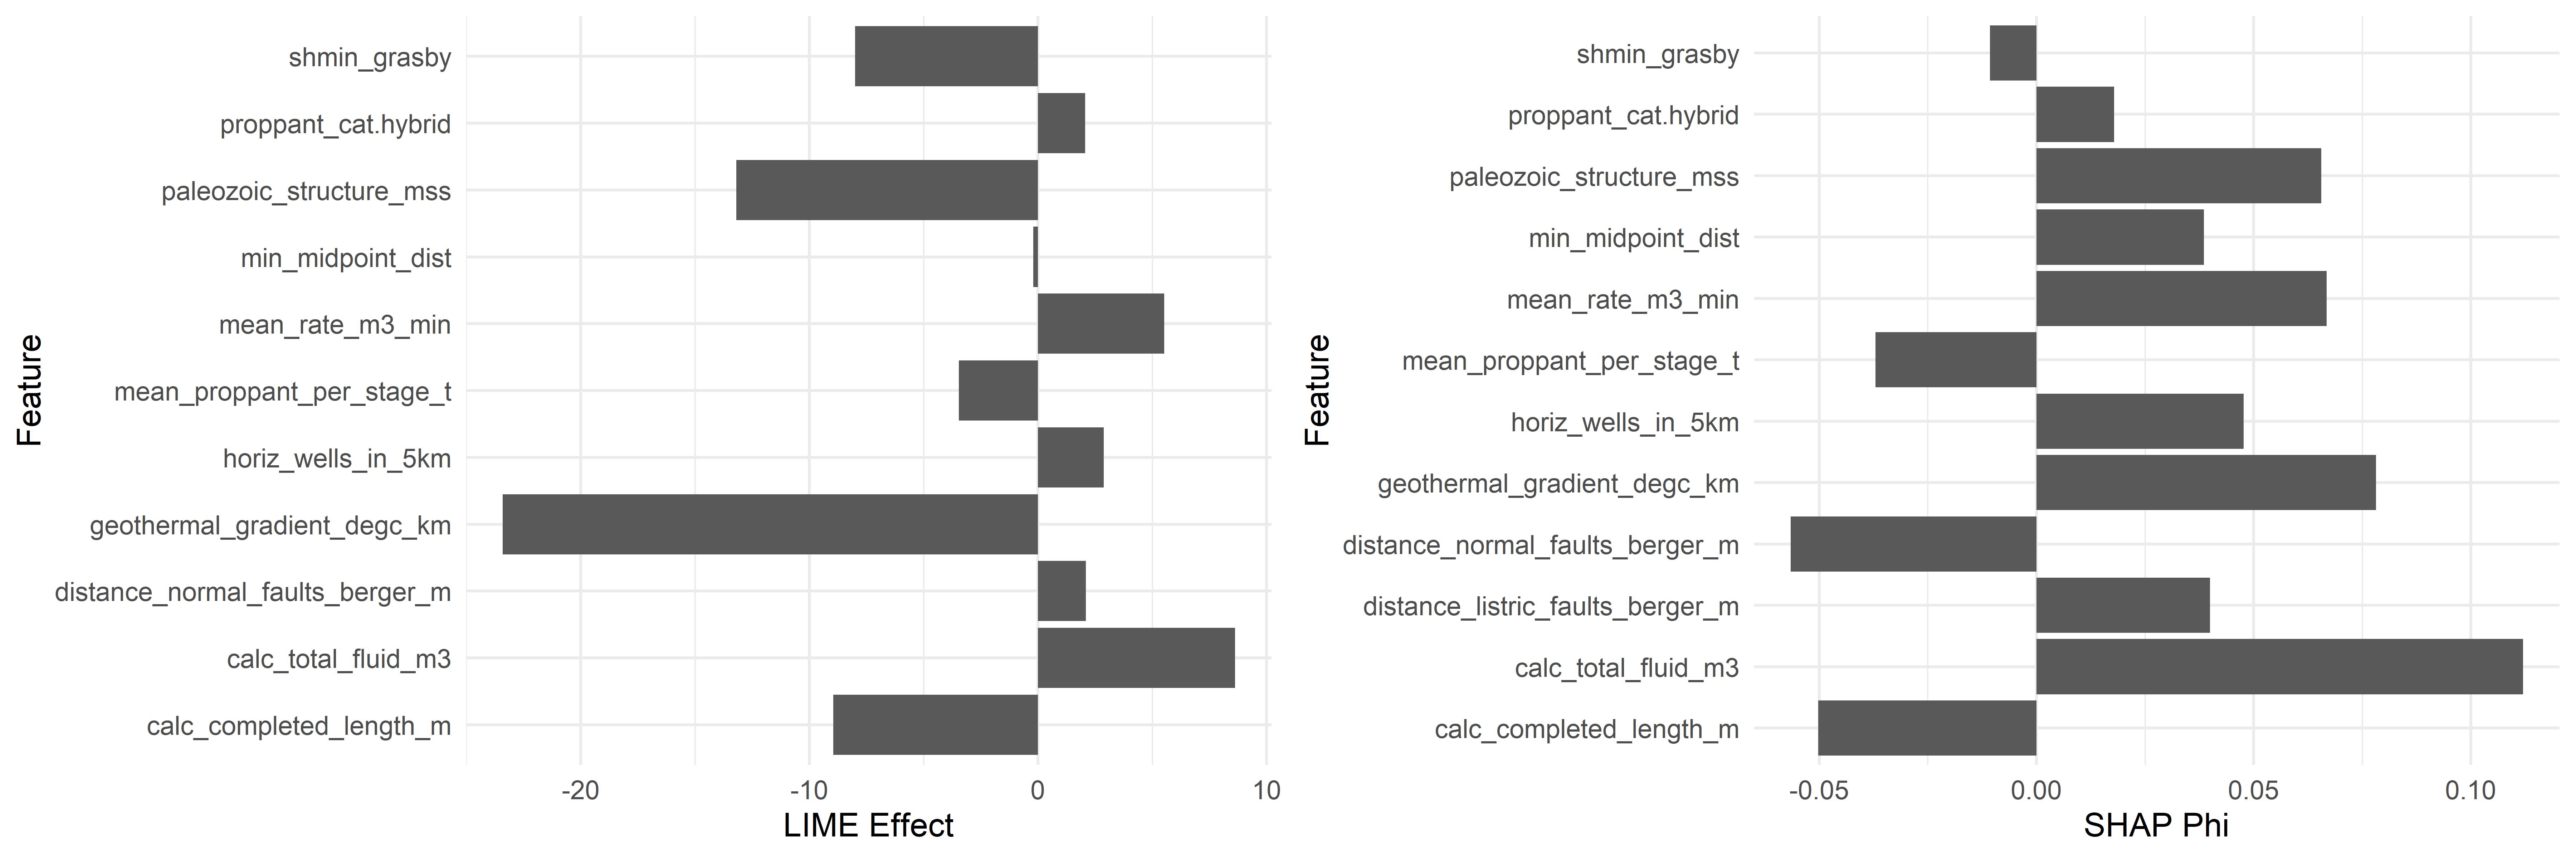 Feature
shmin_grasby
proppant_cat.hybrid
paleozoic_structure_mss
min_midpoint_dist
mean_rate_m3_min
mean_proppant_per_stage_t
horiz_wells_in_5km
geothermal_gradient_degc_km
distance_normal_faults_berger_m
calc_total_fluid_m3
calc_completed_length_m
-20 -10 0 10
LIME Effect
Feature
shmin_grasby
proppant_cat.hybrid
paleozoic_structure_mss
min_midpoint_dist
mean_rate_m3_min
mean_proppant_per_stage_t
horiz_wells_in_5km
geothermal_gradient_degc_km
distance_normal_faults_berger_m
distance_listric_faults_berger_m
calc_total_fluid_m3
calc_completed_length_m
-0.05 0.00 0.05 0.10
SHAP Phi